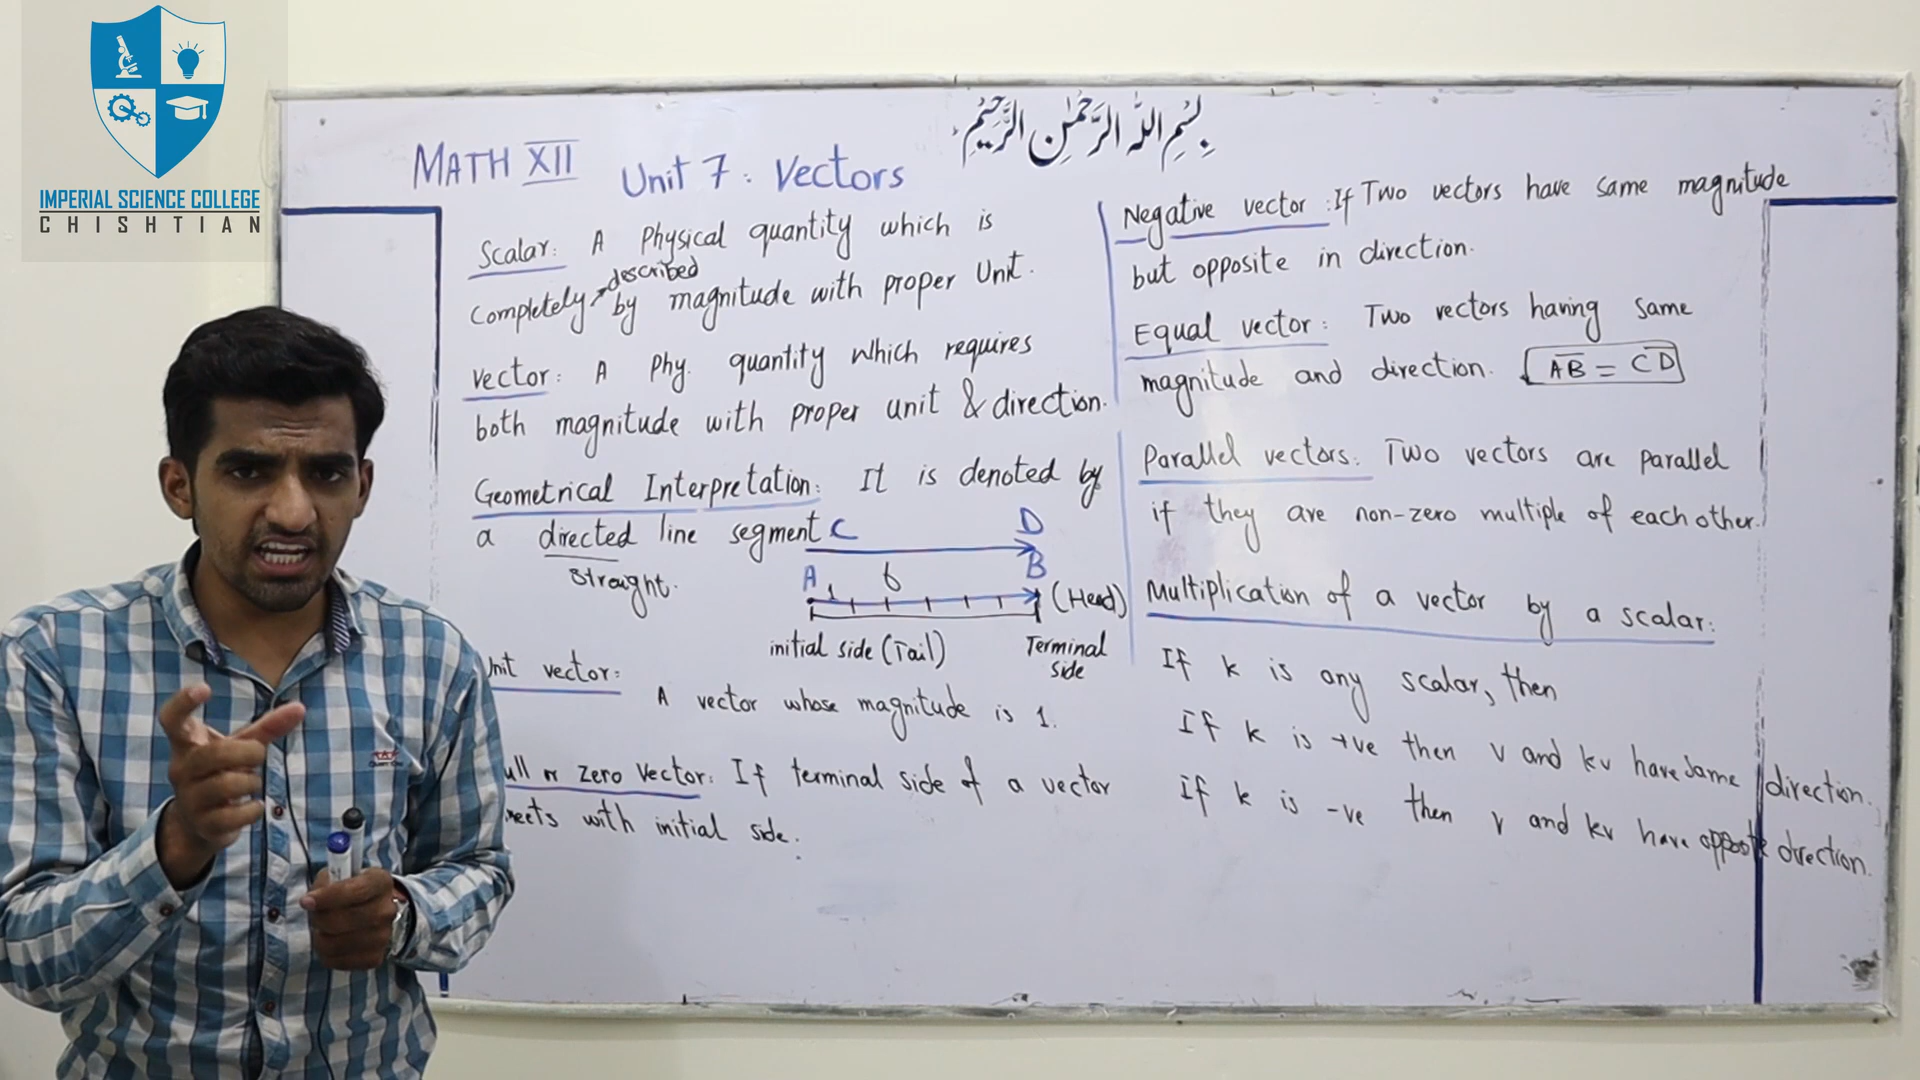 IMPERIAL SCIENCE COLLEGE
CHISHTIAN
بِسْمِ اللّٰهِ الرَّحْمٰنِ الرَّحِيْمِ
MATH XII Unit 7: Vectors
Scalar: A Physical quantity which is
described
Completely by magnitude with proper Unit.
Vector: A Phy. quantity which requires
both magnitude with proper unit & direction.
Geometrical Interpretation: It is denoted by
a directed line segment
straight.
C D
A B
1 6
(Head)
initial side (Tail) Terminal
side
nit vector:
A vector whose magnitude is 1.
ull or zero Vector: If terminal side of a vector
meets with initial side.
Negative vector: If Two vectors have same magnitude
but opposite in direction.
Equal vector: Two vectors having same
magnitude and direction. AB = CD
Parallel vectors: Two vectors are parallel
if they are non-zero multiple of each other.
Multiplication of a vector by a scalar:
If k is any scalar, then
If k is +ve then v and kv have same direction.
If k is -ve then v and kv have opposite direction.